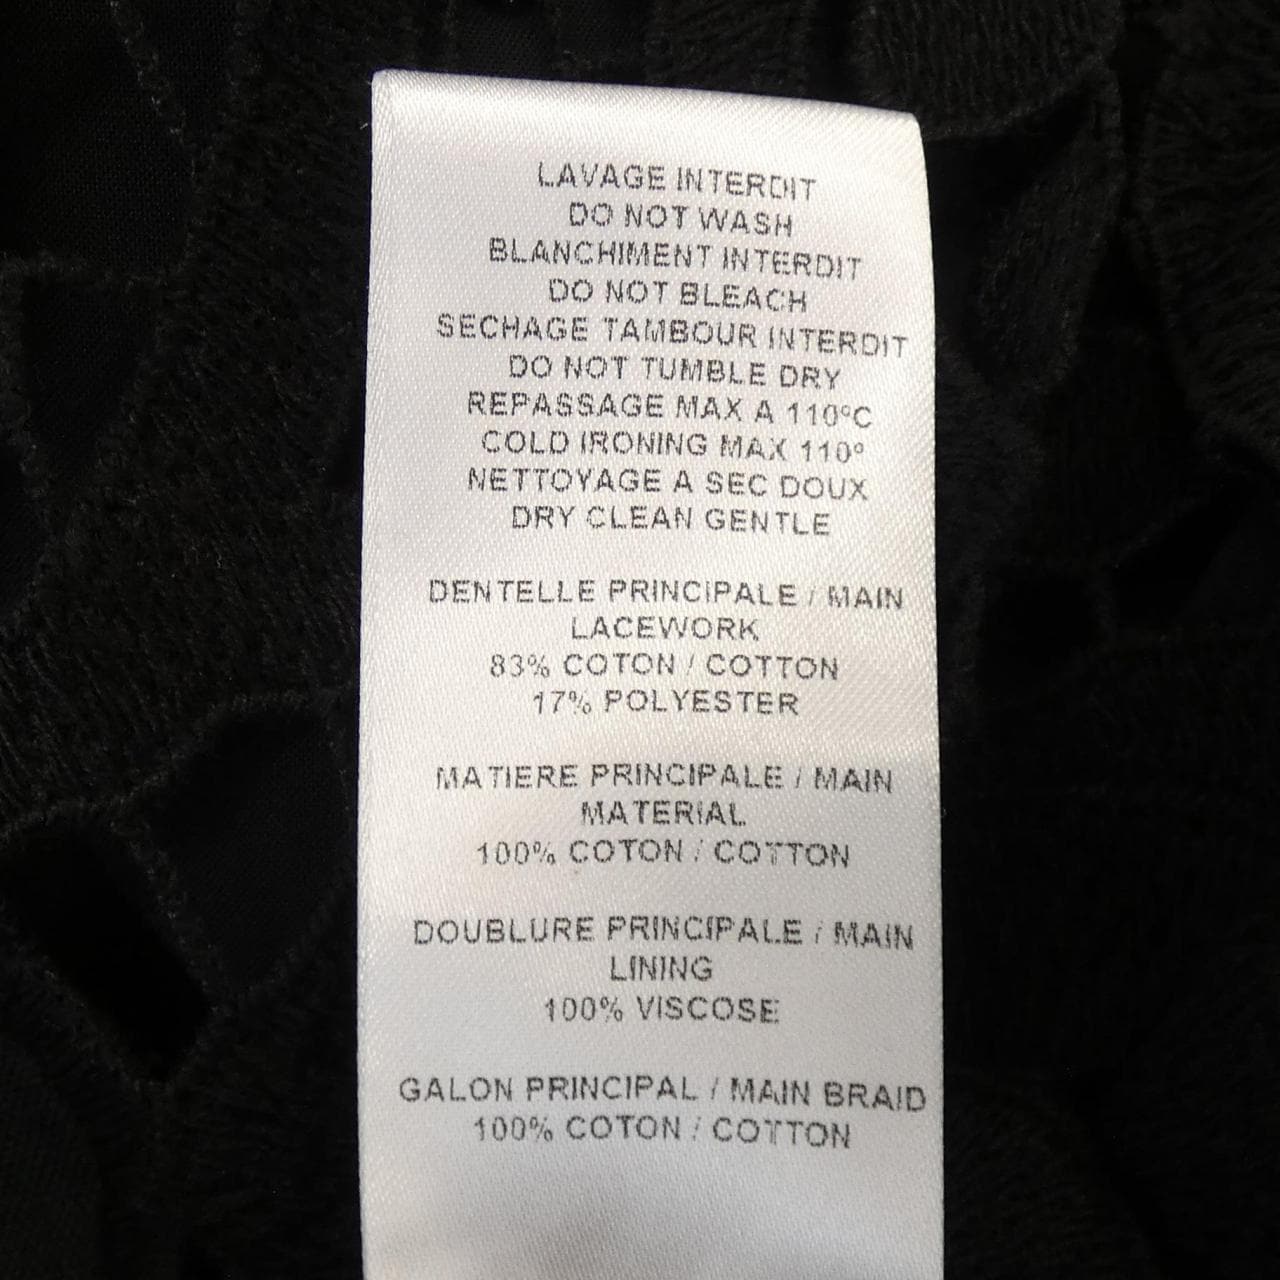 LAVAGE INTERDIT
DO NOT WASH
BLANCHIMENT INTERDIT
DO NOT BLEACH
SECHAGE TAMBOUR INTERDIT
DO NOT TUMBLE DRY
REPASSAGE MAX A 110°C
COLD IRONING MAX 110°
NETTOYAGE A SEC DOUX
DRY CLEAN GENTLE
DENTELLE PRINCIPALE / MAIN
LACEWORK
83% COTON / COTTON
17% POLYESTER
MATIERE PRINCIPALE / MAIN
MATERIAL
100% COTON / COTTON
DOUBLURE PRINCIPALE / MAIN
LINING
100% VISCOSE
GALON PRINCIPAL / MAIN BRAID
100% COTON / COTTON